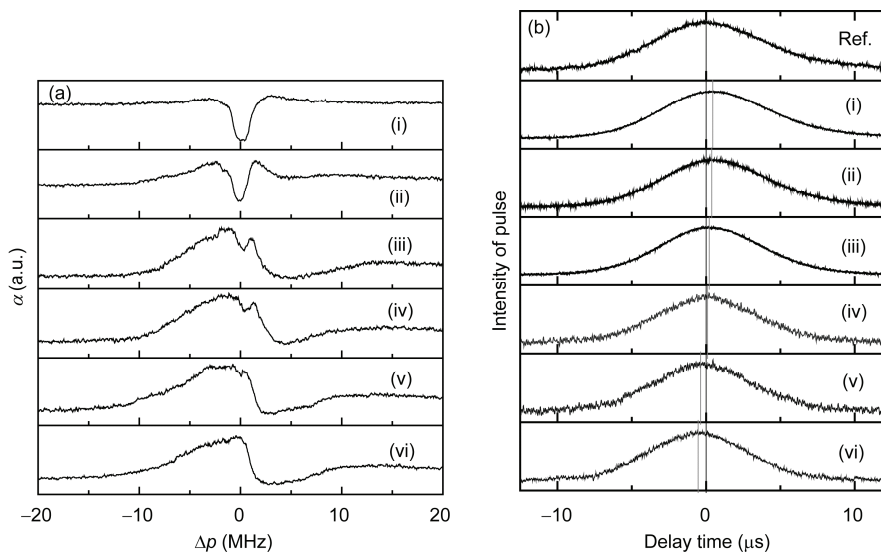 (a)
(i)
(ii)
(iii)
(iv)
(v)
(vi)
α (a.u.)
−20 −10 0 10 20
Δp (MHz)
(b)
Ref.
(i)
(ii)
(iii)
(iv)
(v)
(vi)
Intensity of pulse
−10 0 10
Delay time (μs)